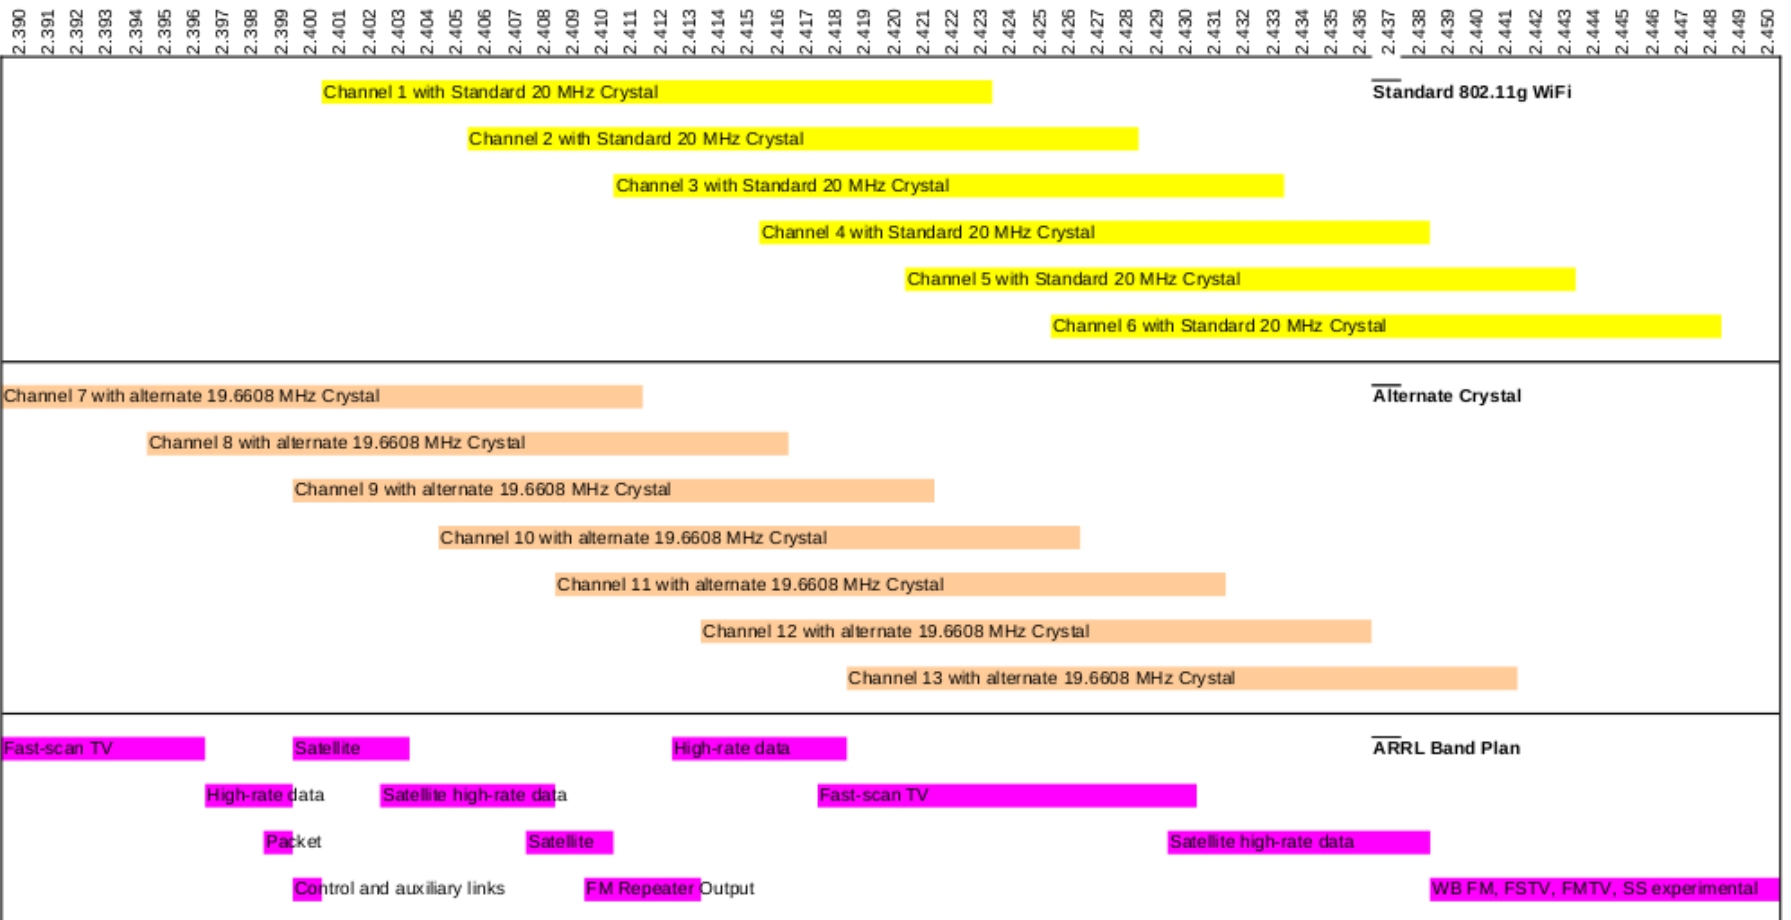 2.390 2.391 2.392 2.393 2.394 2.395 2.396 2.397 2.398 2.399 2.400 2.401 2.402 2.403 2.404 2.405 2.406 2.407 2.408 2.409 2.410 2.411 2.412 2.413 2.414 2.415 2.416 2.417 2.418 2.419 2.420 2.421 2.422 2.423 2.424 2.425 2.426 2.427 2.428 2.429 2.430 2.431 2.432 2.433 2.434 2.435 2.436 2.437 2.438 2.439 2.440 2.441 2.442 2.443 2.444 2.445 2.446 2.447 2.448 2.449 2.450
Channel 1 with Standard 20 MHz Crystal Standard 802.11g WiFi
Channel 2 with Standard 20 MHz Crystal
Channel 3 with Standard 20 MHz Crystal
Channel 4 with Standard 20 MHz Crystal
Channel 5 with Standard 20 MHz Crystal
Channel 6 with Standard 20 MHz Crystal
Channel 7 with alternate 19.6608 MHz Crystal Alternate Crystal
Channel 8 with alternate 19.6608 MHz Crystal
Channel 9 with alternate 19.6608 MHz Crystal
Channel 10 with alternate 19.6608 MHz Crystal
Channel 11 with alternate 19.6608 MHz Crystal
Channel 12 with alternate 19.6608 MHz Crystal
Channel 13 with alternate 19.6608 MHz Crystal
Fast-scan TV Satellite High-rate data ARRL Band Plan
High-rate data Satellite high-rate data Fast-scan TV
Packet Satellite Satellite high-rate data
Control and auxiliary links FM Repeater Output WB FM, FSTV, FMTV, SS experimental